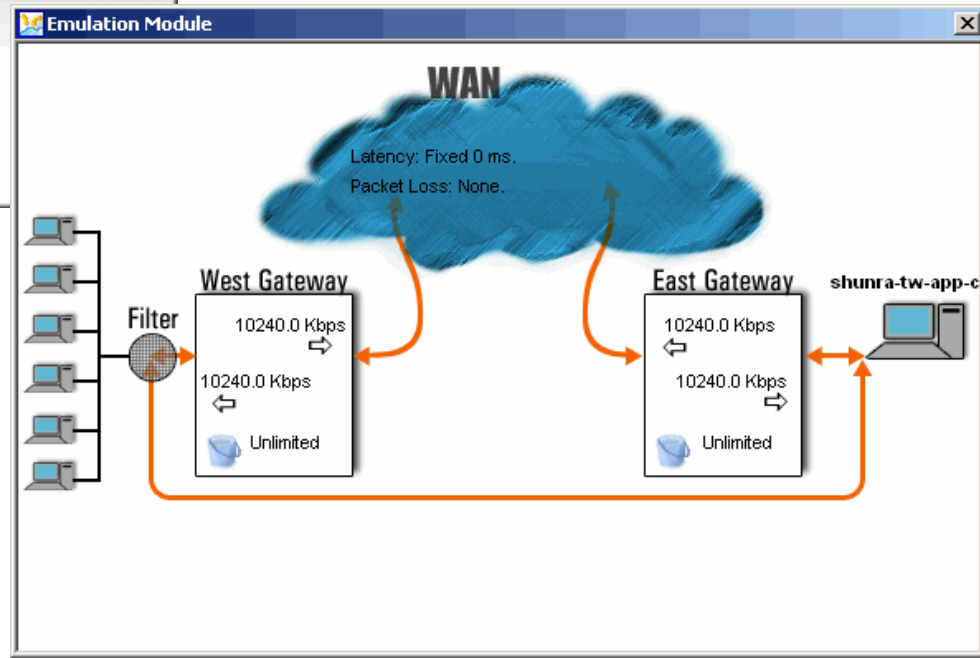 Emulation Module
WAN
Latency: Fixed 0 ms.
Packet Loss: None.
West Gateway
East Gateway
shunra-tw-app-c
Filter
10240.0 Kbps
10240.0 Kbps
Unlimited
10240.0 Kbps
10240.0 Kbps
Unlimited